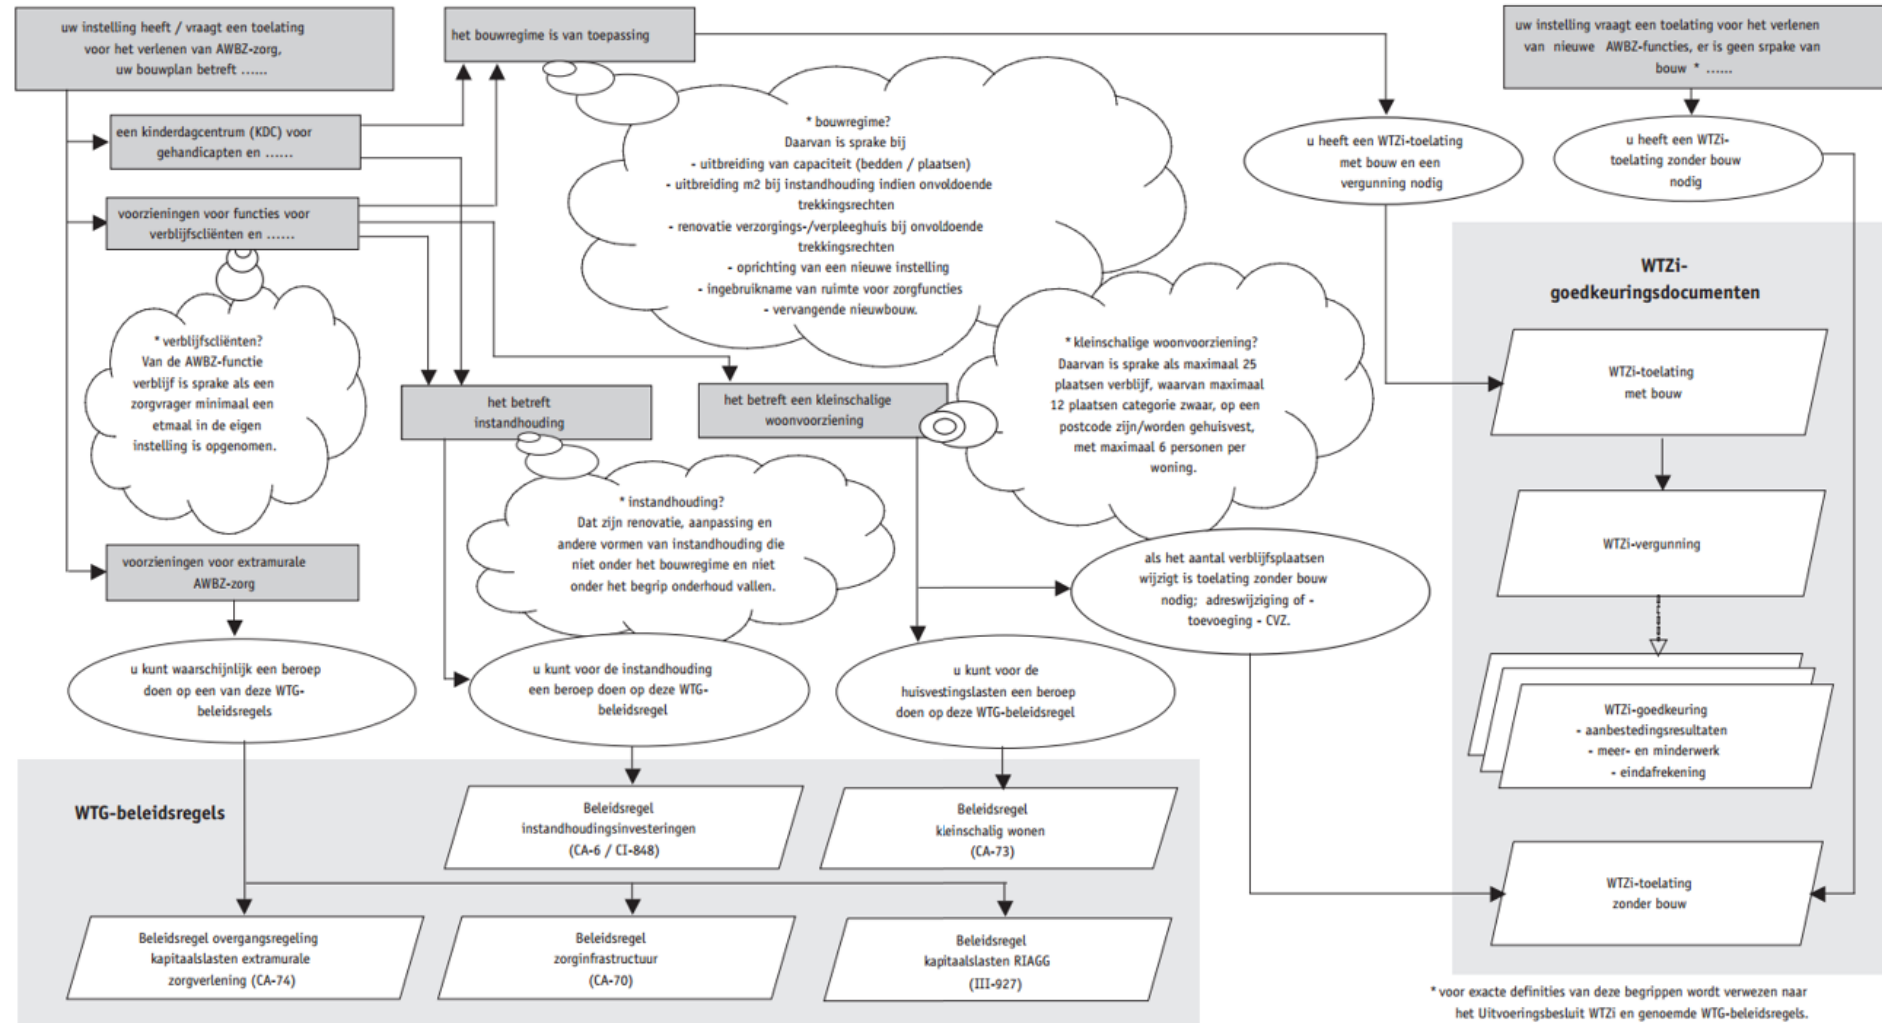 uw instelling heeft / vraagt een toelating
voor het verlenen van AWBZ-zorg,
uw bouwplan betreft ......
het bouwregime is van toepassing
uw instelling vraagt een toelating voor het verlenen
van nieuwe AWBZ-functies, er is geen srpake van
bouw * ......
een kinderdagcentrum (KDC) voor
gehandicapten en ......
voorzieningen voor functies voor
verblijfscliënten en ......
* bouwregime?
Daarvan is sprake bij
- uitbreiding van capaciteit (bedden / plaatsen)
- uitbreiding m2 bij instandhouding indien onvoldoende
trekkingsrechten
- renovatie verzorgings-/verpleeghuis bij onvoldoende
trekkingsrechten
- oprichting van een nieuwe instelling
- ingebruikname van ruimte voor zorgfuncties
- vervangende nieuwbouw.
u heeft een WTZi-toelating
met bouw en een
vergunning nodig
u heeft een WTZi-
toelating zonder bouw
nodig
* verblijfscliënten?
Van de AWBZ-functie
verblijf is sprake als een
zorgvrager minimaal een
etmaal in de eigen
instelling is opgenomen.
het betreft
instandhouding
het betreft een kleinschalige
woonvoorziening
* kleinschalige woonvoorziening?
Daarvan is sprake als maximaal 25
plaatsen verblijf, waarvan maximaal
12 plaatsen categorie zwaar, op een
postcode zijn/worden gehuisvest,
met maximaal 6 personen per
woning.
WTZi-
goedkeuringsdocumenten
WTZi-toelating
met bouw
WTZi-vergunning
* instandhouding?
Dat zijn renovatie, aanpassing en
andere vormen van instandhouding die
niet onder het bouwregime en niet
onder het begrip onderhoud vallen.
voorzieningen voor extramurale
AWBZ-zorg
als het aantal verblijfsplaatsen
wijzigt is toelating zonder bouw
nodig; adreswijziging of -
toevoeging - CVZ.
u kunt waarschijnlijk een beroep
doen op een van deze WTG-
beleidsregels
u kunt voor de instandhouding
een beroep doen op deze WTG-
beleidsregel
u kunt voor de
huisvestingslasten een beroep
doen op deze WTG-beleidsregel
WTZi-goedkeuring
- aanbestedingsresultaten
- meer- en minderwerk
- eindafrekening
WTG-beleidsregels
Beleidsregel
instandhoudingsinvesteringen
(CA-6 / CI-848)
Beleidsregel
kleinschalig wonen
(CA-73)
WTZi-toelating
zonder bouw
Beleidsregel overgangsregeling
kapitaalslasten extramurale
zorgverlening (CA-74)
Beleidsregel
zorginfrastructuur
(CA-70)
Beleidsregel
kapitaalslasten RIAGG
(III-927)
* voor exacte definities van deze begrippen wordt verwezen naar
het Uitvoeringsbesluit WTZi en genoemde WTG-beleidsregels.